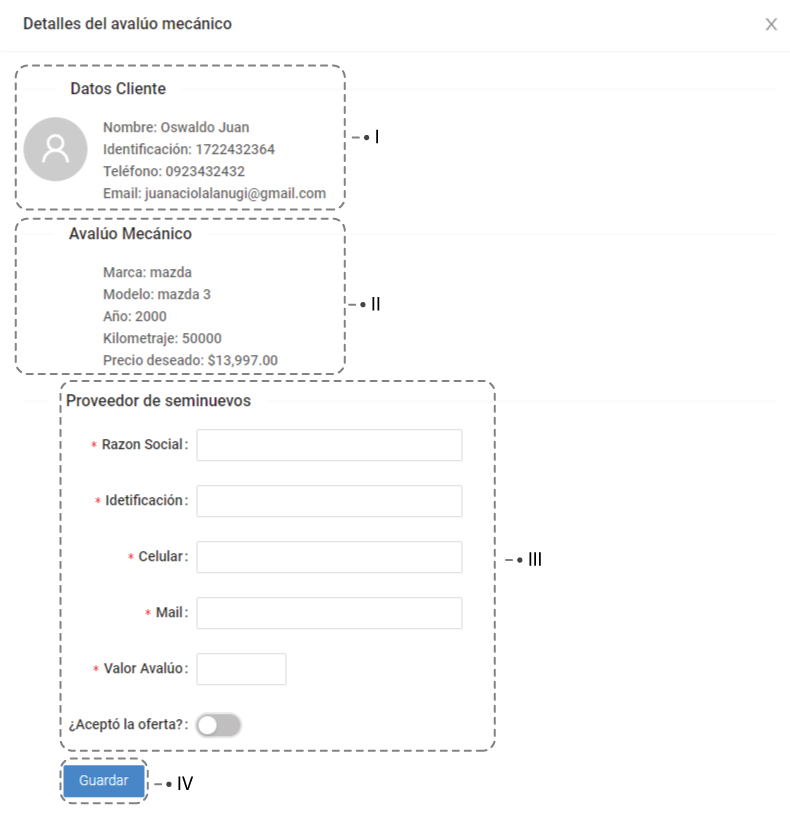 Detalles del avalúo mecánico
Datos Cliente
Nombre: Oswaldo Juan
Identificación: 1722432364
Teléfono: 0923432432
Email: juanaciolalanugi@gmail.com
I
Avalúo Mecánico
Marca: mazda
Modelo: mazda 3
Año: 2000
Kilometraje: 50000
Precio deseado: $13,997.00
II
Proveedor de seminuevos
* Razon Social:
* Idetificación:
* Celular:
* Mail:
* Valor Avalúo:
¿Aceptó la oferta?:
III
Guardar
IV